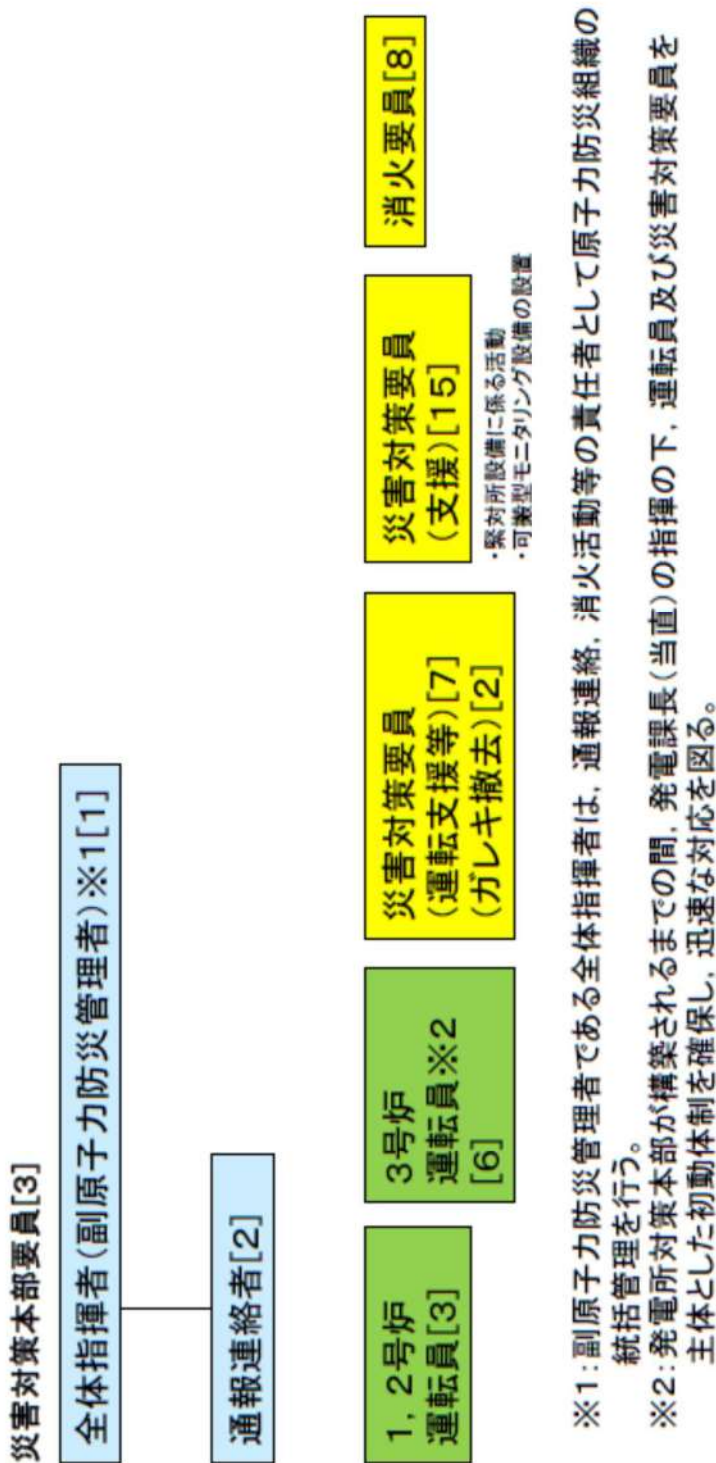 災害対策本部要員[3]
全体指揮者(副原子力防災管理者)※1[1]
通報連絡者[2]
1，2号炉
運転員[3]
3号炉
運転員※2
[6]
災害対策要員
(運転支援等)[7]
(ガレキ撤去)[2]
災害対策要員
(支援)[15]
・緊対所設備に係る活動
・可搬型モニタリング設備の設置
消火要員[8]
※1：副原子力防災管理者である全体指揮者は，通報連絡，消火活動等の責任者として原子力防災組織の
統括管理を行う。
※2：発電所対策本部が構築されるまでの間，発電課長(当直)の指揮の下，運転員及び災害対策要員を
主体とした初動体制を確保し，迅速な対応を図る。